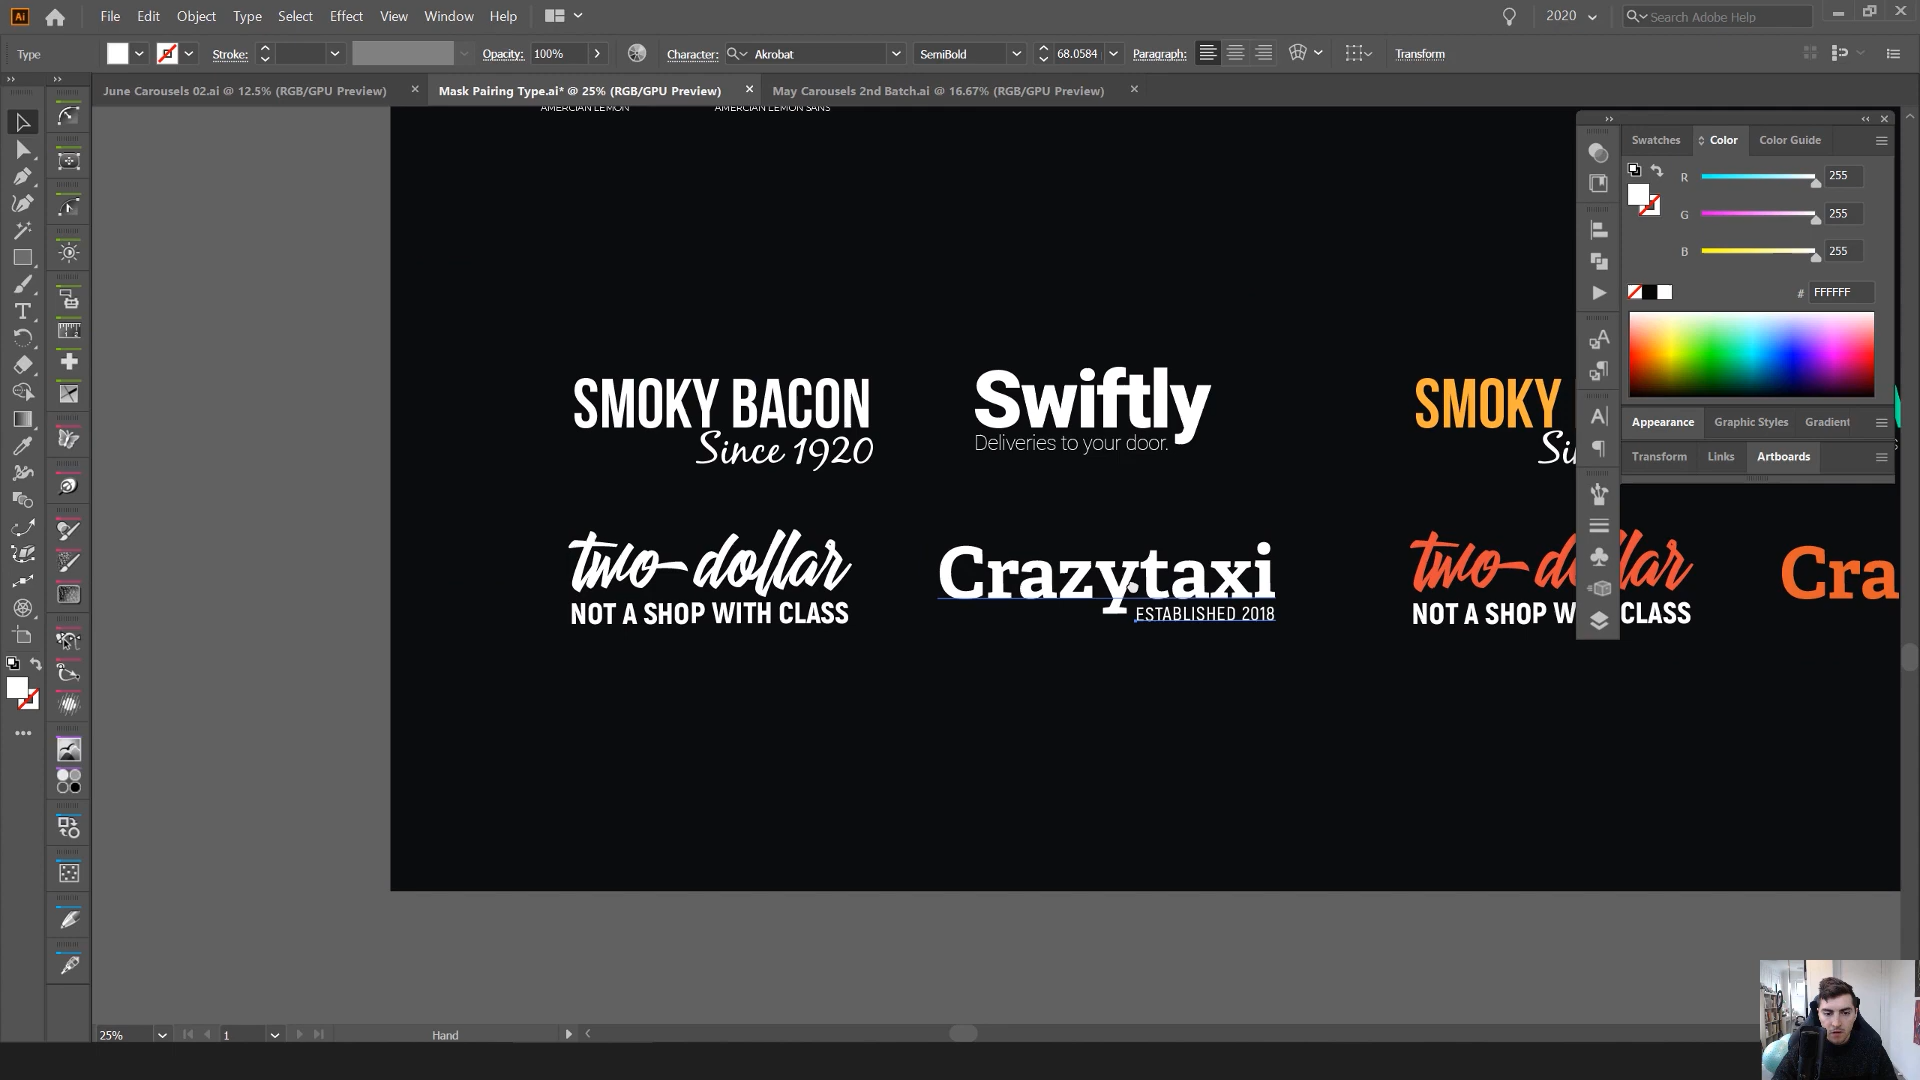 Ai File Edit Object Type Select Effect View Window Help 2020 Search Adobe Help
Type Stroke: Opacity: 100% Character: Akrobat SemiBold 68.0584 Paragraph: Transform
June Carousels 02.ai @ 12.5% (RGB/GPU Preview) Mask Pairing Type.ai* @ 25% (RGB/GPU Preview) May Carousels 2nd Batch.ai @ 16.67% (RGB/GPU Preview)
AMERCIAN LEMON AMERCIAN LEMON SANS
Swatches Color Color Guide
R 255
G 255
B 255
# FFFFFF
Appearance Graphic Styles Gradient
Transform Links Artboards
SMOKY BACON
Since 1920
Swiftly
Deliveries to your door.
SMOKY
Si
two-dollar
NOT A SHOP WITH CLASS
Crazytaxi
ESTABLISHED 2018
two-dollar
NOT A SHOP W CLASS
Cra
25% 1 Hand